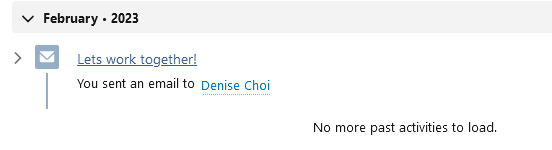 February • 2023
Lets work together!
You sent an email to Denise Choi
No more past activities to load.